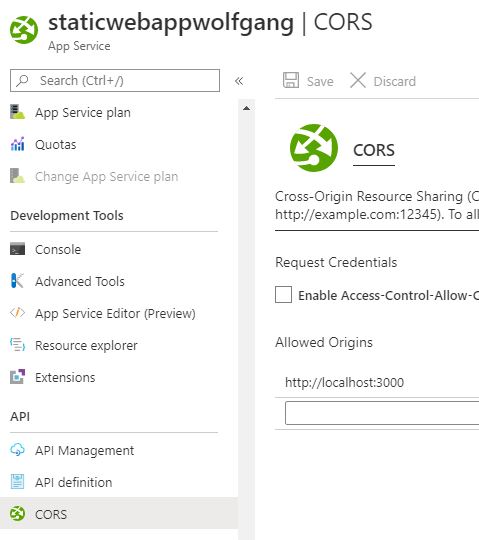 staticwebappwolfgang | CORS
App Service
Search (Ctrl+/)
«
App Service plan
Quotas
Change App Service plan
Development Tools
Console
Advanced Tools
App Service Editor (Preview)
Resource explorer
Extensions
API
API Management
API definition
CORS
Save
Discard
CORS
Cross-Origin Resource Sharing (C
http://example.com:12345). To all
Request Credentials
Enable Access-Control-Allow-C
Allowed Origins
http://localhost:3000